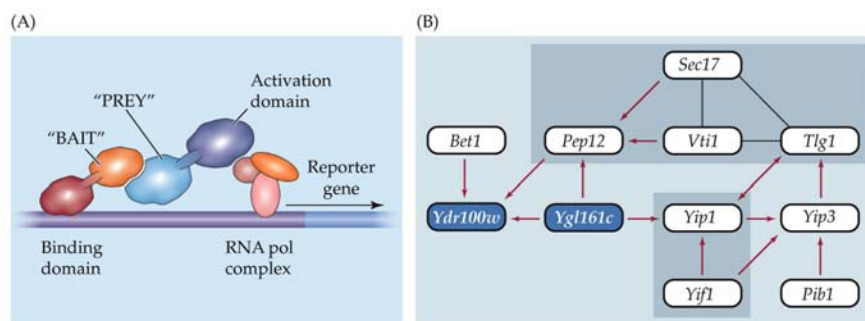 (A)
(B)
"PREY"
"BAIT"
Activation
domain
Reporter
gene
Binding
domain
RNA pol
complex
Sec17
Bet1
Pep12
Vti1
Tlg1
Ydr100w
Ygl161c
Yip1
Yip3
Yif1
Pib1